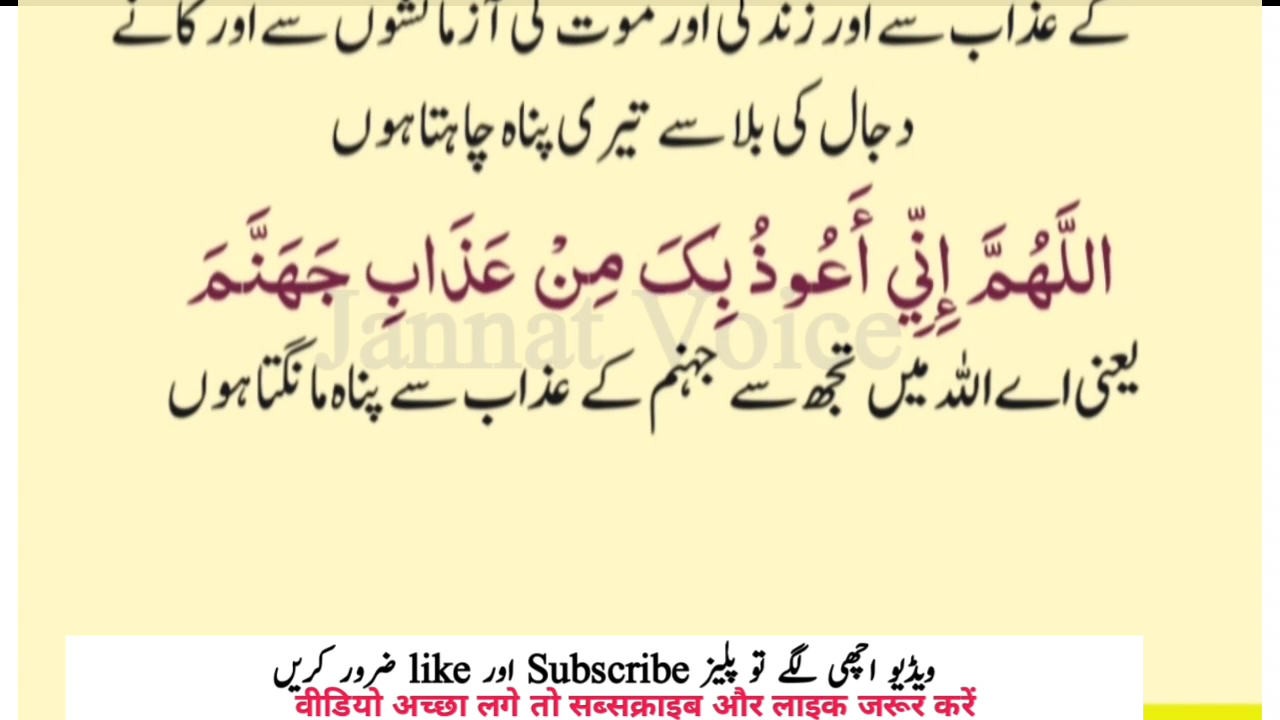 کے عذاب سے اور زندگی اور موت کی آزمائشوں سے اور کانے
دجال کی بلا سے تیری پناہ چاہتا ہوں
اللَّهُمَّ إِنِّي أَعُوذُ بِکَ مِنْ عَذَابِ جَهَنَّمَ
Jannat Voice
یعنی اے اللہ میں تجھ سے جہنم کے عذاب سے پناہ مانگتا ہوں
ویڈیو اچھی لگے تو پلیز Subscribe اور like ضرور کریں
वीडियो अच्छा लगे तो सब्सक्राइब और लाइक जरूर करें